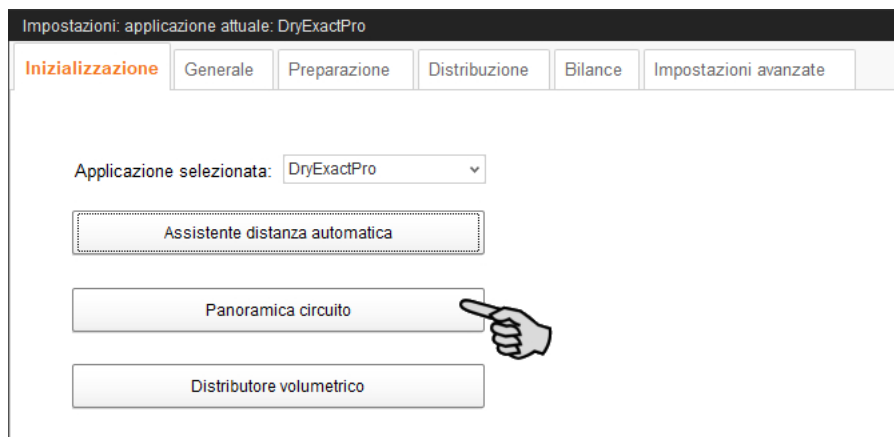 Impostazioni: applicazione attuale: DryExactPro
Inizializzazione Generale Preparazione Distribuzione Bilance Impostazioni avanzate
Applicazione selezionata: DryExactPro
Assistente distanza automatica
Panoramica circuito
Distributore volumetrico